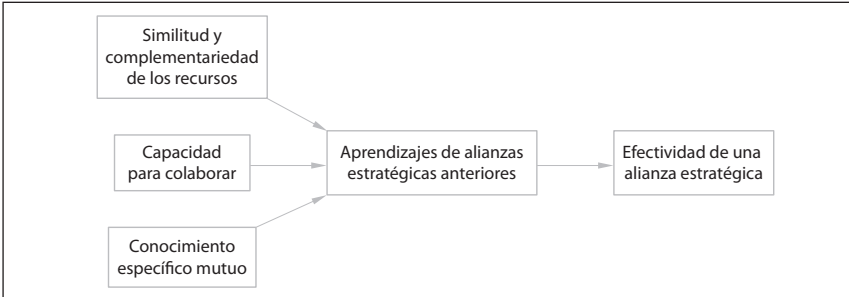 Similitud y
complementariedad
de los recursos
Capacidad
para colaborar
Aprendizajes de alianzas
estratégicas anteriores
Efectividad de una
alianza estratégica
Conocimiento
específico mutuo